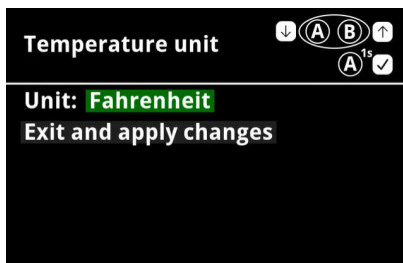 Temperature unit
↓ A B ↑
A 1s ✓
Unit: Fahrenheit
Exit and apply changes